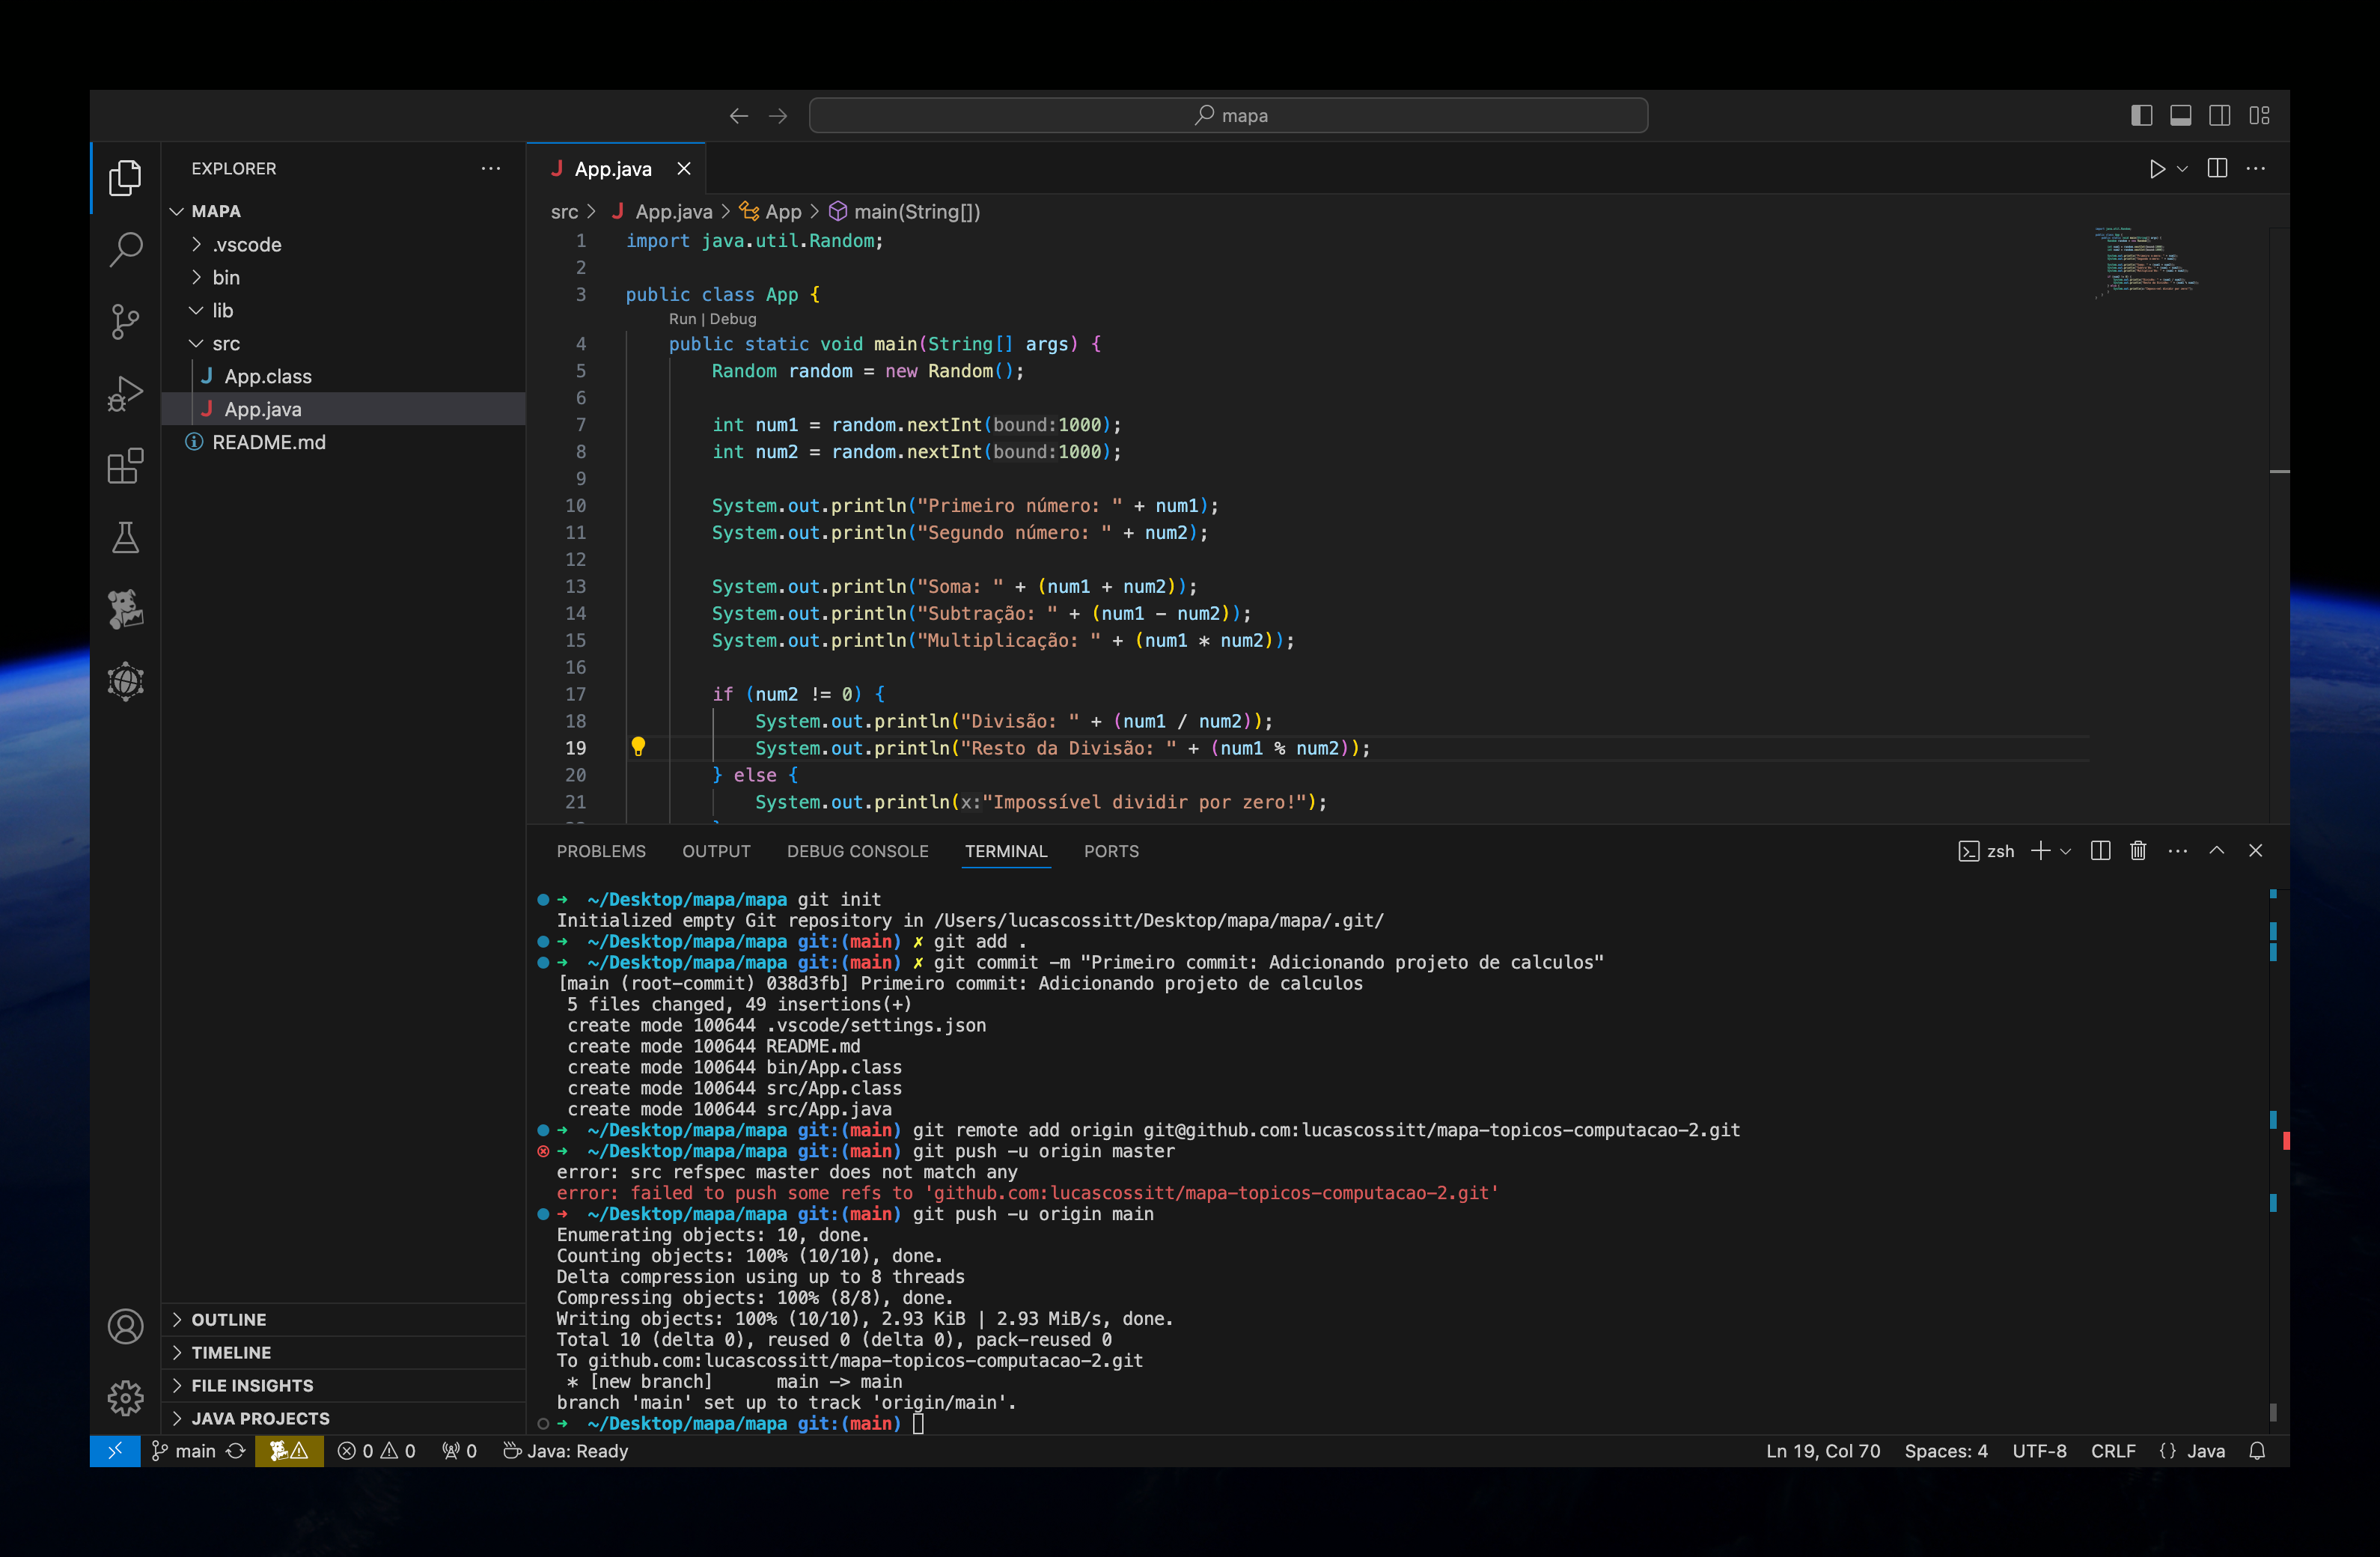 mapa
EXPLORER
MAPA
.vscode
bin
lib
src
App.class
App.java
README.md
OUTLINE
TIMELINE
FILE INSIGHTS
JAVA PROJECTS
App.java
src > App.java > App > main(String[])
1 import java.util.Random;
2
3 public class App {
Run | Debug
4 public static void main(String[] args) {
5 Random random = new Random();
6
7 int num1 = random.nextInt(bound:1000);
8 int num2 = random.nextInt(bound:1000);
9
10 System.out.println("Primeiro número: " + num1);
11 System.out.println("Segundo número: " + num2);
12
13 System.out.println("Soma: " + (num1 + num2));
14 System.out.println("Subtração: " + (num1 - num2));
15 System.out.println("Multiplicação: " + (num1 * num2));
16
17 if (num2 != 0) {
18 System.out.println("Divisão: " + (num1 / num2));
19 System.out.println("Resto da Divisão: " + (num1 % num2));
20 } else {
21 System.out.println(x:"Impossível dividir por zero!");
PROBLEMS OUTPUT DEBUG CONSOLE TERMINAL PORTS
zsh
➜ ~/Desktop/mapa/mapa git init
Initialized empty Git repository in /Users/lucascossitt/Desktop/mapa/mapa/.git/
➜ ~/Desktop/mapa/mapa git:(main) ✗ git add .
➜ ~/Desktop/mapa/mapa git:(main) ✗ git commit -m "Primeiro commit: Adicionando projeto de calculos"
[main (root-commit) 038d3fb] Primeiro commit: Adicionando projeto de calculos
5 files changed, 49 insertions(+)
create mode 100644 .vscode/settings.json
create mode 100644 README.md
create mode 100644 bin/App.class
create mode 100644 src/App.class
create mode 100644 src/App.java
➜ ~/Desktop/mapa/mapa git:(main) git remote add origin git@github.com:lucascossitt/mapa-topicos-computacao-2.git
➜ ~/Desktop/mapa/mapa git:(main) git push -u origin master
error: src refspec master does not match any
error: failed to push some refs to 'github.com:lucascossitt/mapa-topicos-computacao-2.git'
➜ ~/Desktop/mapa/mapa git:(main) git push -u origin main
Enumerating objects: 10, done.
Counting objects: 100% (10/10), done.
Delta compression using up to 8 threads
Compressing objects: 100% (8/8), done.
Writing objects: 100% (10/10), 2.93 KiB | 2.93 MiB/s, done.
Total 10 (delta 0), reused 0 (delta 0), pack-reused 0
To github.com:lucascossitt/mapa-topicos-computacao-2.git
* [new branch] main -> main
branch 'main' set up to track 'origin/main'.
➜ ~/Desktop/mapa/mapa git:(main)
main 0 0 0 Java: Ready Ln 19, Col 70 Spaces: 4 UTF-8 CRLF {} Java